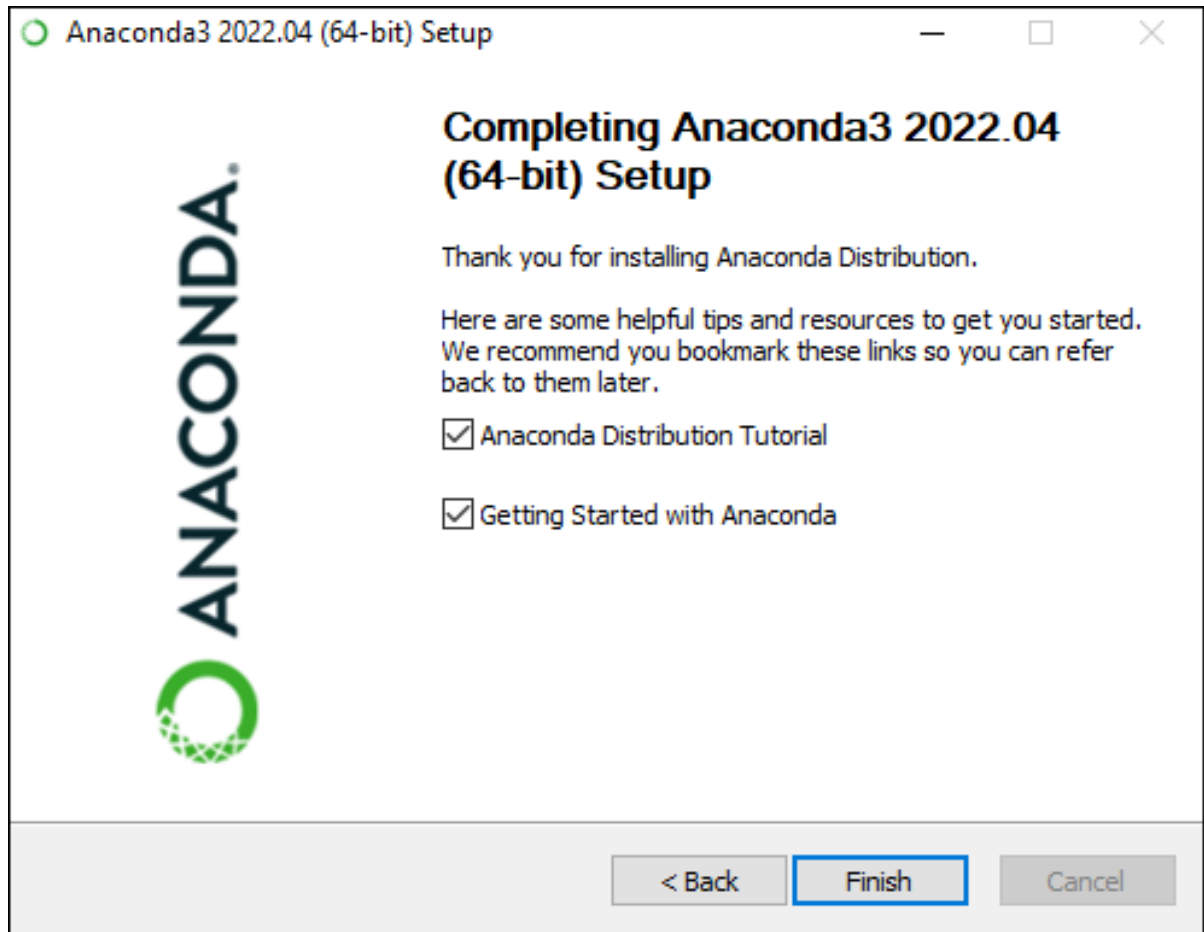 Anaconda3 2022.04 (64-bit) Setup
Completing Anaconda3 2022.04
(64-bit) Setup
Thank you for installing Anaconda Distribution.
Here are some helpful tips and resources to get you started.
We recommend you bookmark these links so you can refer
back to them later.
Anaconda Distribution Tutorial
Getting Started with Anaconda
ANACONDA.
< Back
Finish
Cancel